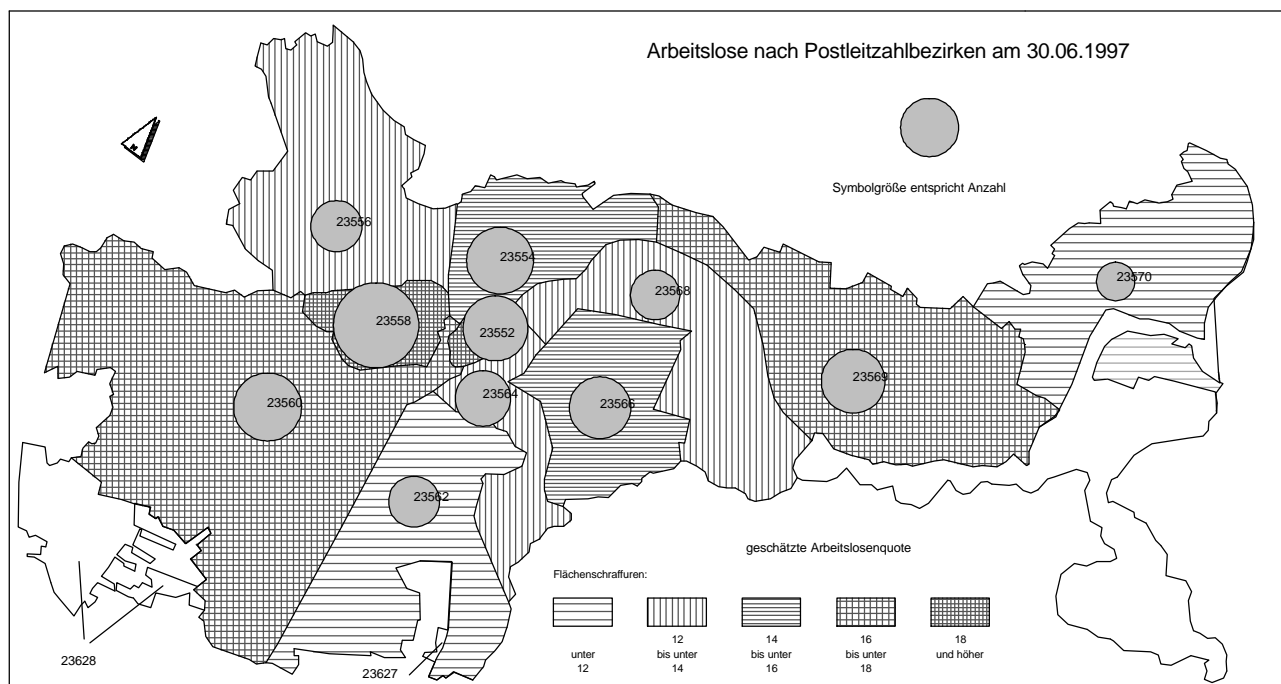 Arbeitslose nach Postleitzahlbezirken am 30.06.1997
N
Symbolgröße entspricht Anzahl
23556
23554
23570
23568
23558
23552
23569
23564
23560
23566
23562
geschätzte Arbeitslosenquote
Flächenschraffuren:
unter
12
12
bis unter
14
14
bis unter
16
16
bis unter
18
18
und höher
23628
23627